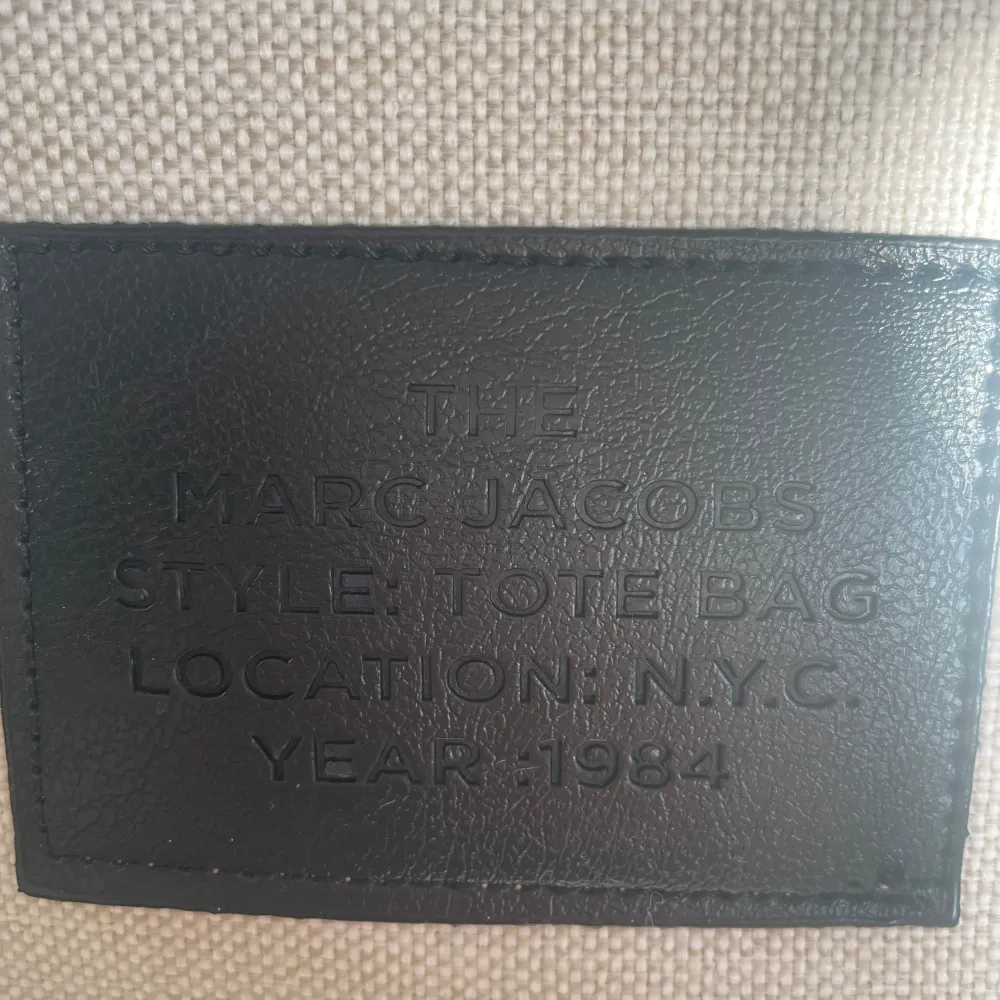 THE
MARC JACOBS
STYLE: TOTE BAG
LOCATION: N.Y.C.
YEAR :1984